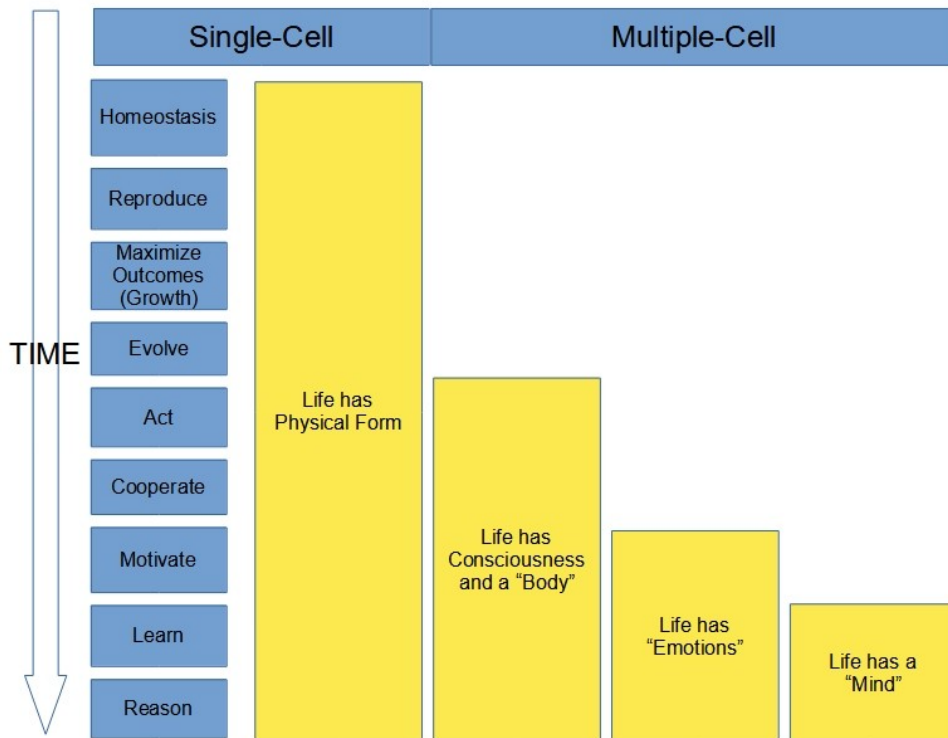 Single-Cell
Multiple-Cell
Homeostasis
Reproduce
Maximize
Outcomes
(Growth)
TIME
Evolve
Act
Cooperate
Motivate
Learn
Reason
Life has
Physical Form
Life has
Consciousness
and a “Body”
Life has
“Emotions”
Life has a
“Mind”